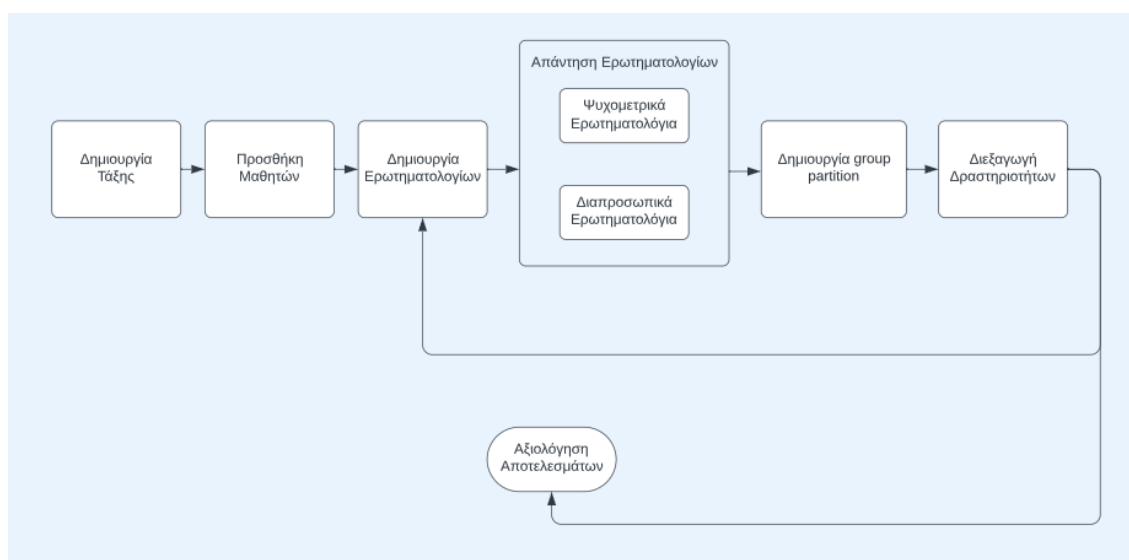 Απάντηση Ερωτηματολογίων
Ψυχομετρικά
Ερωτηματολόγια
Δημιουργία
Τάξης
Προσθήκη
Μαθητών
Δημιουργία
Ερωτηματολογίων
Διαπροσωπικά
Ερωτηματολόγια
Δημιουργία group
partition
Διεξαγωγή
Δραστηριοτήτων
Αξιολόγηση
Αποτελεσμάτων